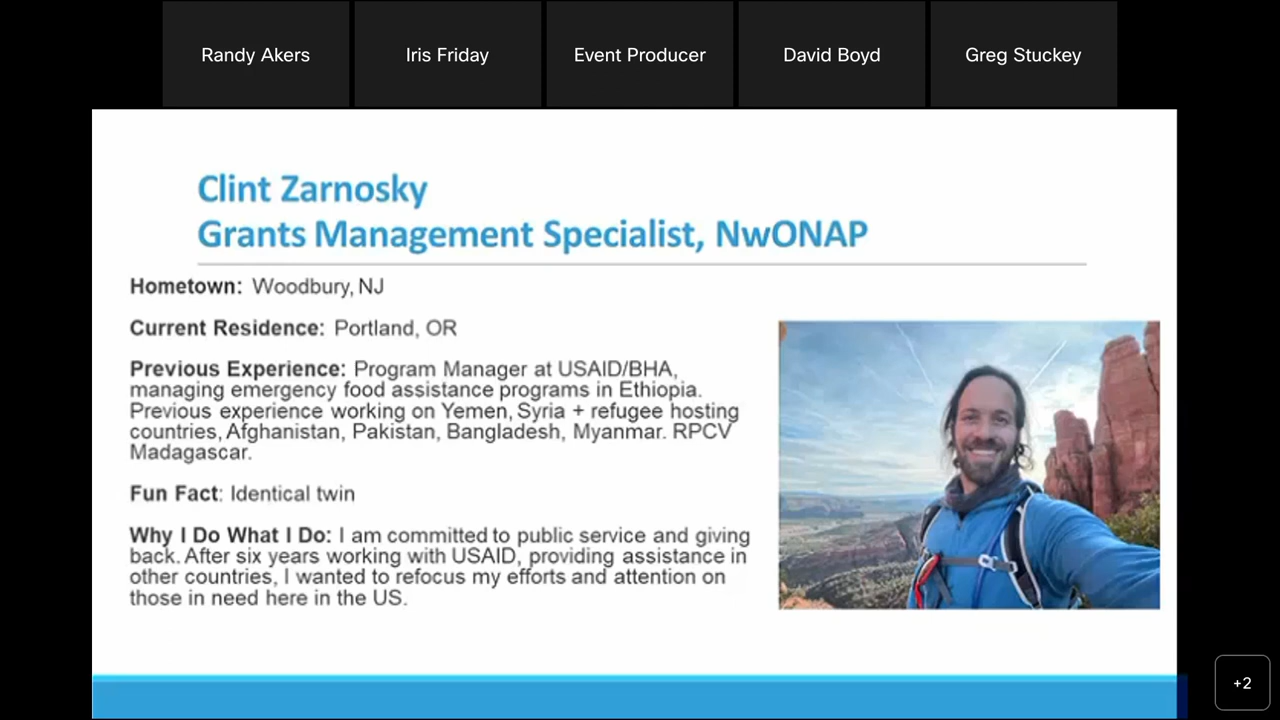 Randy Akers
Iris Friday
Event Producer
David Boyd
Greg Stuckey
Clint Zarnosky
Grants Management Specialist, NwONAP
Hometown: Woodbury, NJ
Current Residence: Portland, OR
Previous Experience: Program Manager at USAID/BHA,
managing emergency food assistance programs in Ethiopia.
Previous experience working on Yemen, Syria + refugee hosting
countries, Afghanistan, Pakistan, Bangladesh, Myanmar. RPCV
Madagascar.
Fun Fact: Identical twin
Why I Do What I Do: I am committed to public service and giving
back. After six years working with USAID, providing assistance in
other countries, I wanted to refocus my efforts and attention on
those in need here in the US.
+2